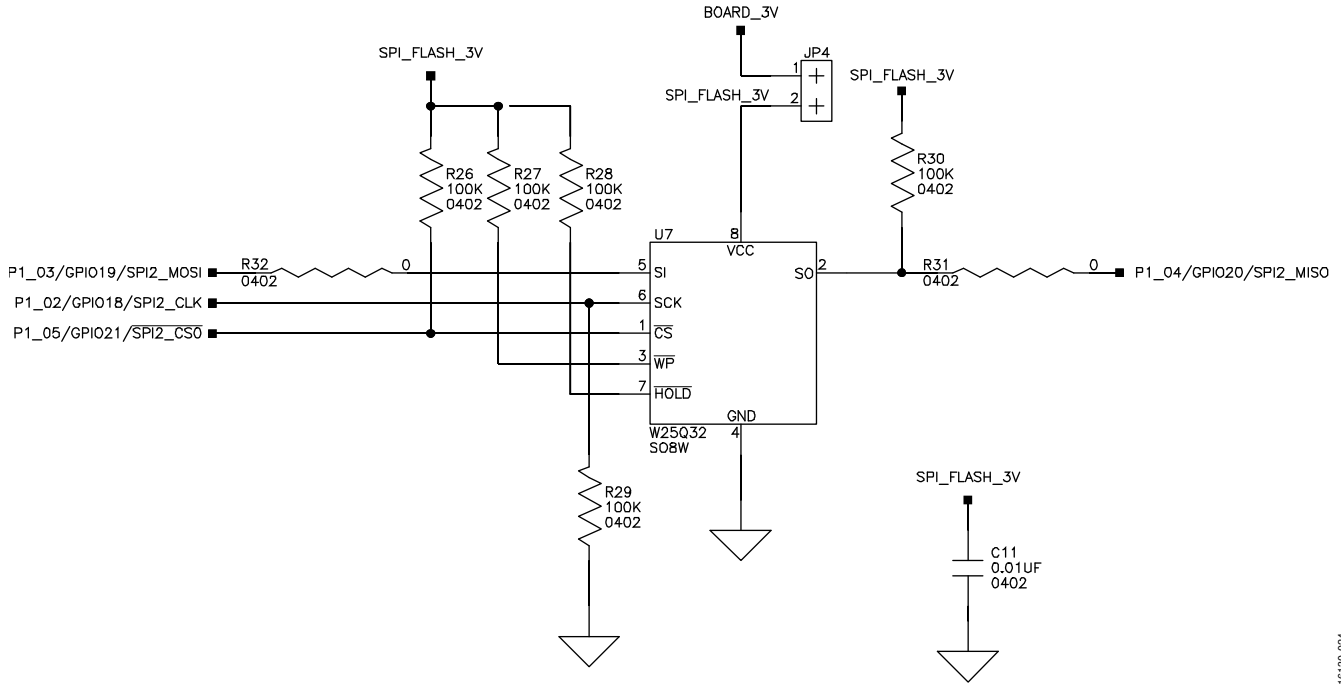 BOARD_3V
JP4
1
2
SPI_FLASH_3V
SPI_FLASH_3V
SPI_FLASH_3V
R26
100K
0402
R27
100K
0402
R28
100K
0402
R30
100K
0402
U7
8
VCC
P1_03/GPIO19/SPI2_MOSI
R32
0402
0
5
SI
SO
2
R31
0402
0
P1_04/GPIO20/SPI2_MISO
P1_02/GPIO18/SPI2_CLK
6
SCK
P1_05/GPIO21/SPI2_CS0
1
CS
3
WP
7
HOLD
GND
4
W25Q32
SO8W
R29
100K
0402
SPI_FLASH_3V
C11
0.01UF
0402